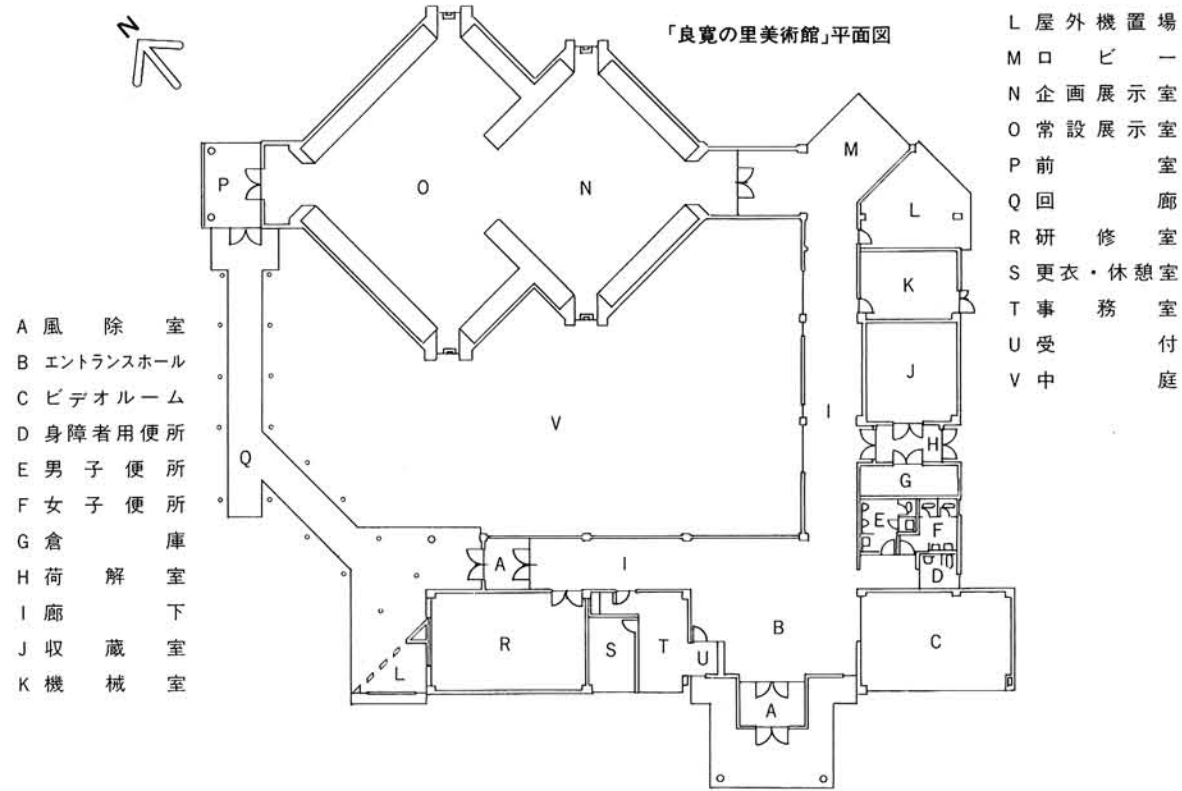 「良寛の里美術館」平面図
N
A 風除室
B エントランスホール
C ビデオルーム
D 身障者用便所
E 男子便所
F 女子便所
G 倉庫
H 荷解室
I 廊下
J 収蔵室
K 機械室
L 屋外機置場
M ロビー
N 企画展示室
O 常設展示室
P 前室
Q 回廊
R 研修室
S 更衣・休憩室
T 事務室
U 受付
V 中庭
M
P
O
N
L
K
J
I
V
H
Q
G
E
F
A
I
D
B
R
S
T
U
C
L
A